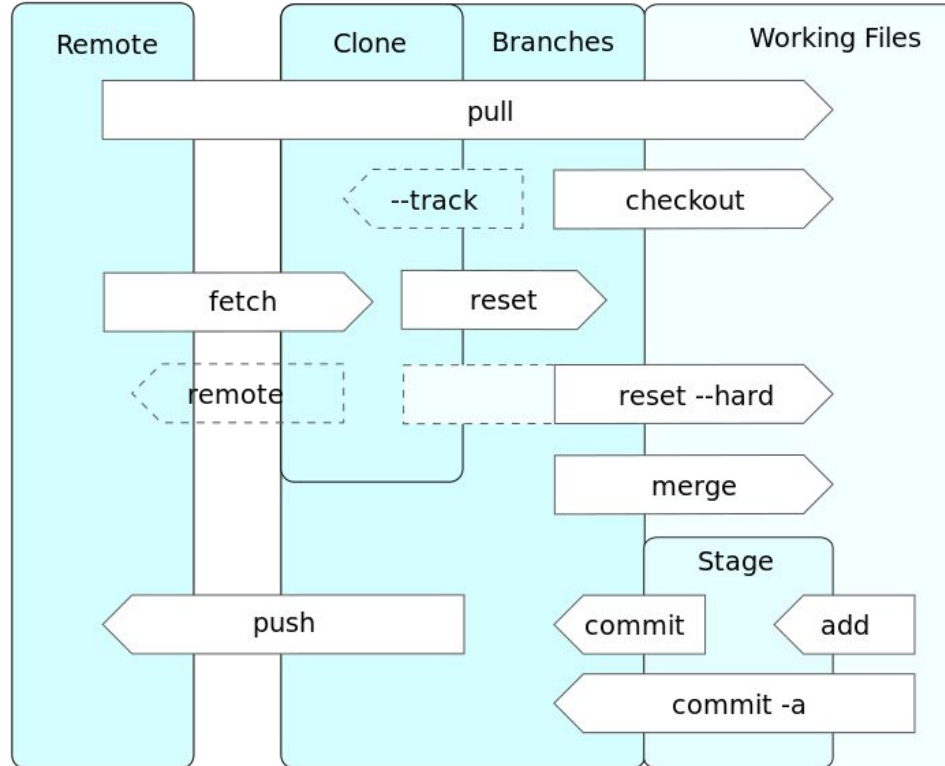 Remote
Clone
Branches
Working Files
pull
--track
checkout
fetch
reset
remote
reset --hard
merge
Stage
push
commit
add
commit -a